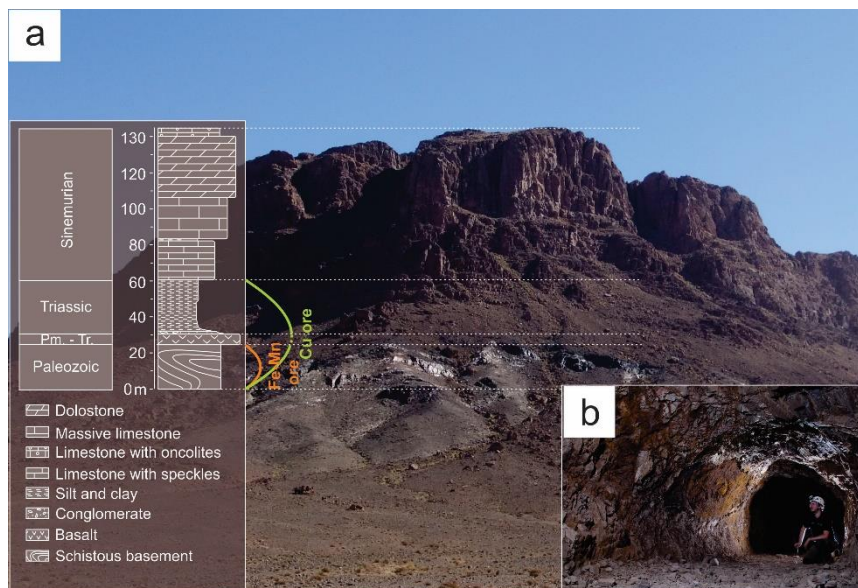 a
130
120
100
80
60
40
20
0 m
Sinemurian
Triassic
Pm. - Tr.
Paleozoic
Fe-Mn
ore
Cu ore
Dolostone
Massive limestone
Limestone with oncolites
Limestone with speckles
Silt and clay
Conglomerate
Basalt
Schistous basement
b